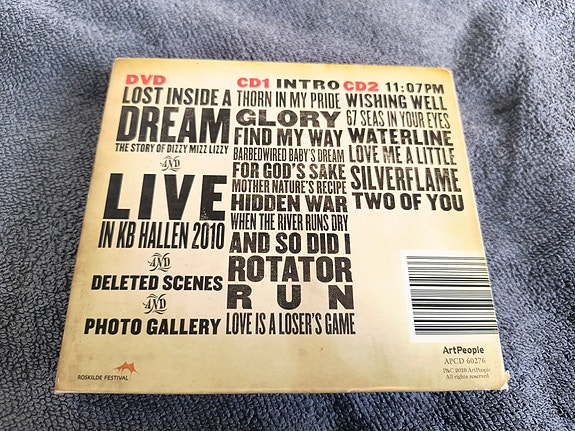 DVD
LOST INSIDE A
DREAM
THE STORY OF DIZZY MIZZ LIZZY
AND
LIVE
IN KB HALLEN 2010
AND
DELETED SCENES
AND
PHOTO GALLERY
ROSKILDE FESTIVAL
CD1 INTRO
THORN IN MY PRIDE
GLORY
FIND MY WAY
BARBEDWIRED BABY'S DREAM
FOR GOD'S SAKE
MOTHER NATURE'S RECIPE
HIDDEN WAR
WHEN THE RIVER RUNS DRY
AND SO DID I
ROTATOR
RUN
LOVE IS A LOSER'S GAME
CD2 11:07PM
WISHING WELL
67 SEAS IN YOUR EYES
WATERLINE
LOVE ME A LITTLE
SILVERFLAME
TWO OF YOU
ArtPeople
APCD 60276
P&C 2010 ArtPeople
All rights reserved